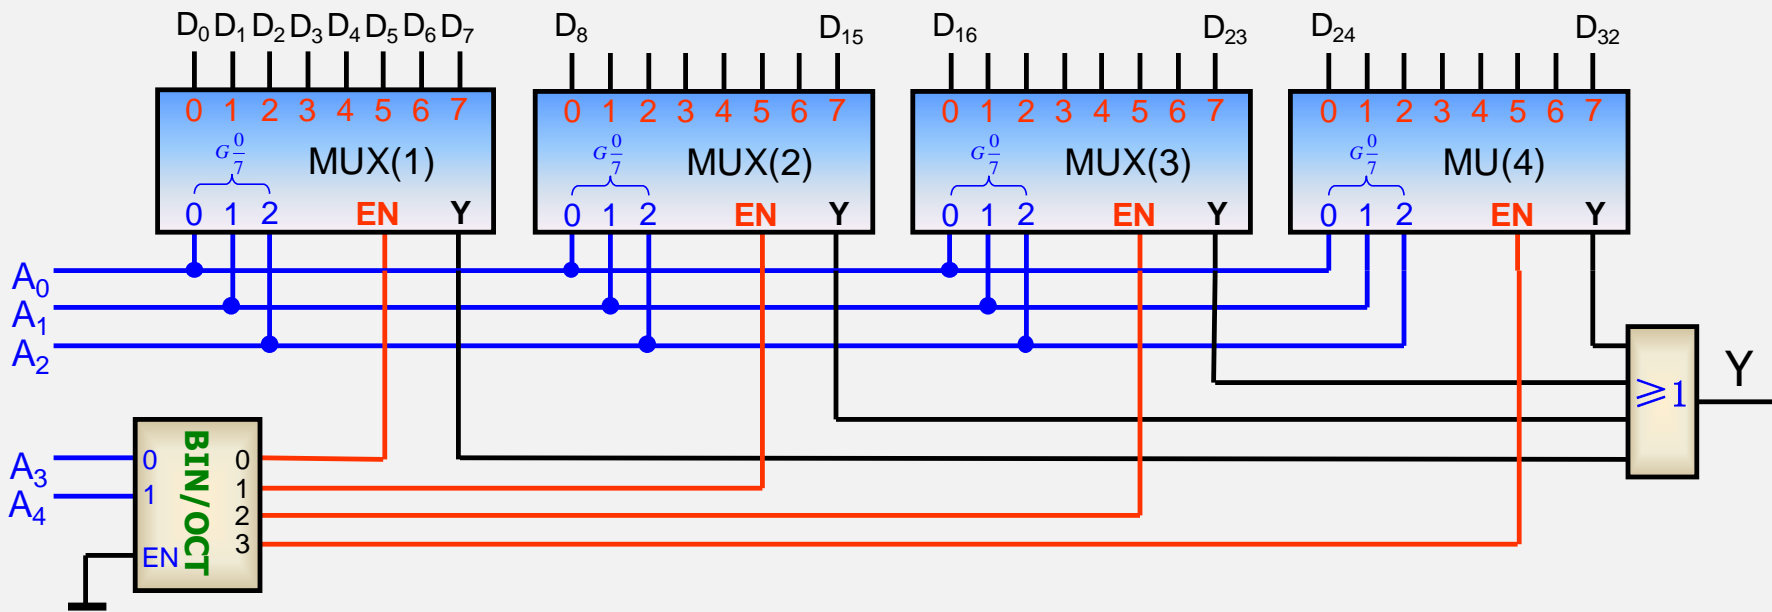 D₀ D₁ D₂ D₃ D₄ D₅ D₆ D₇ D₈ D₁₅ D₁₆ D₂₃ D₂₄ D₃₂
0 1 2 3 4 5 6 7 0 1 2 3 4 5 6 7 0 1 2 3 4 5 6 7 0 1 2 3 4 5 6 7
G 0/7 MUX(1) G 0/7 MUX(2) G 0/7 MUX(3) G 0/7 MU(4)
0 1 2 EN Y 0 1 2 EN Y 0 1 2 EN Y 0 1 2 EN Y
A₀
A₁
A₂
≥1 Y
A₃ 0 BIN/OCT 0
A₄ 1 1
2
EN 3